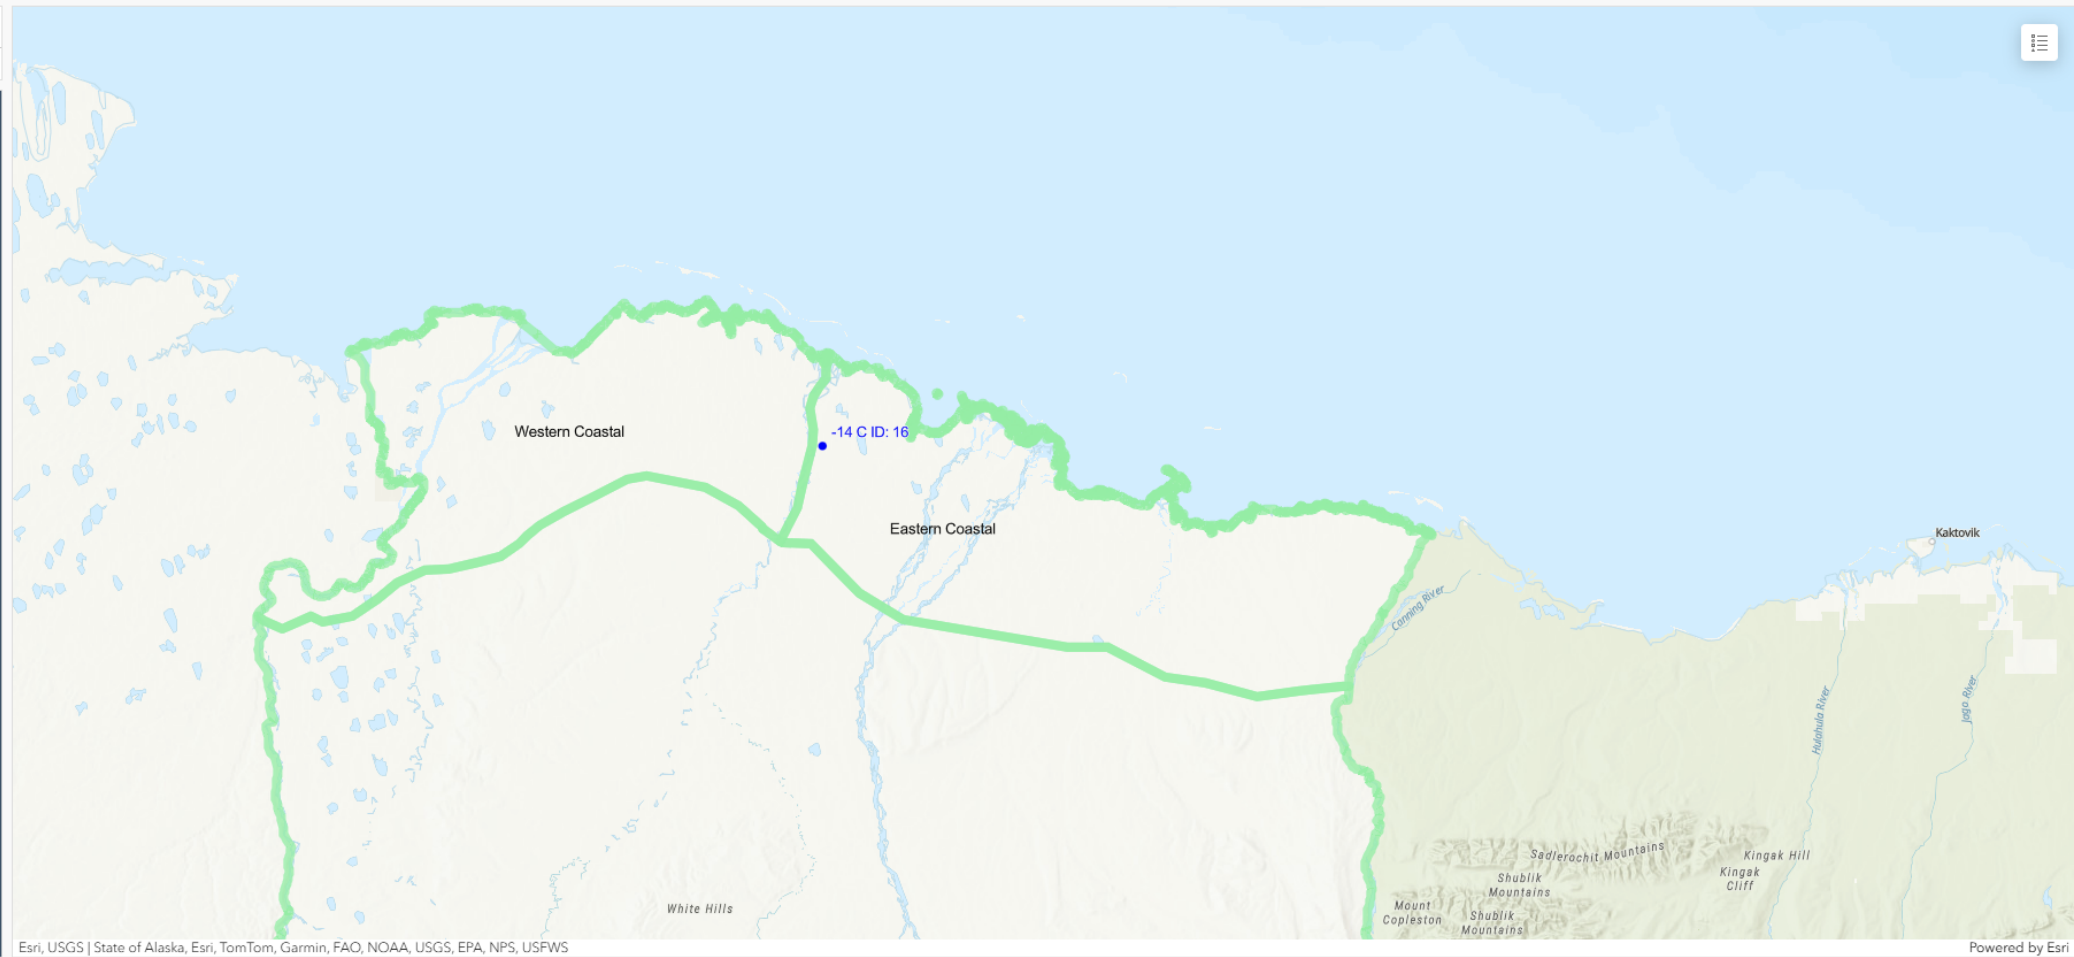 Western Coastal
-14 C ID: 16
Eastern Coastal
Kaktovik
Canning River
Hulahula River
Jago River
Sadlerochit Mountains
Kingak Hill
Shublik
Mountains
Kingak
Cliff
Mount
Copleston
Shublik
Mountains
White Hills
Esri, USGS | State of Alaska, Esri, TomTom, Garmin, FAO, NOAA, USGS, EPA, NPS, USFWS
Powered by Esri